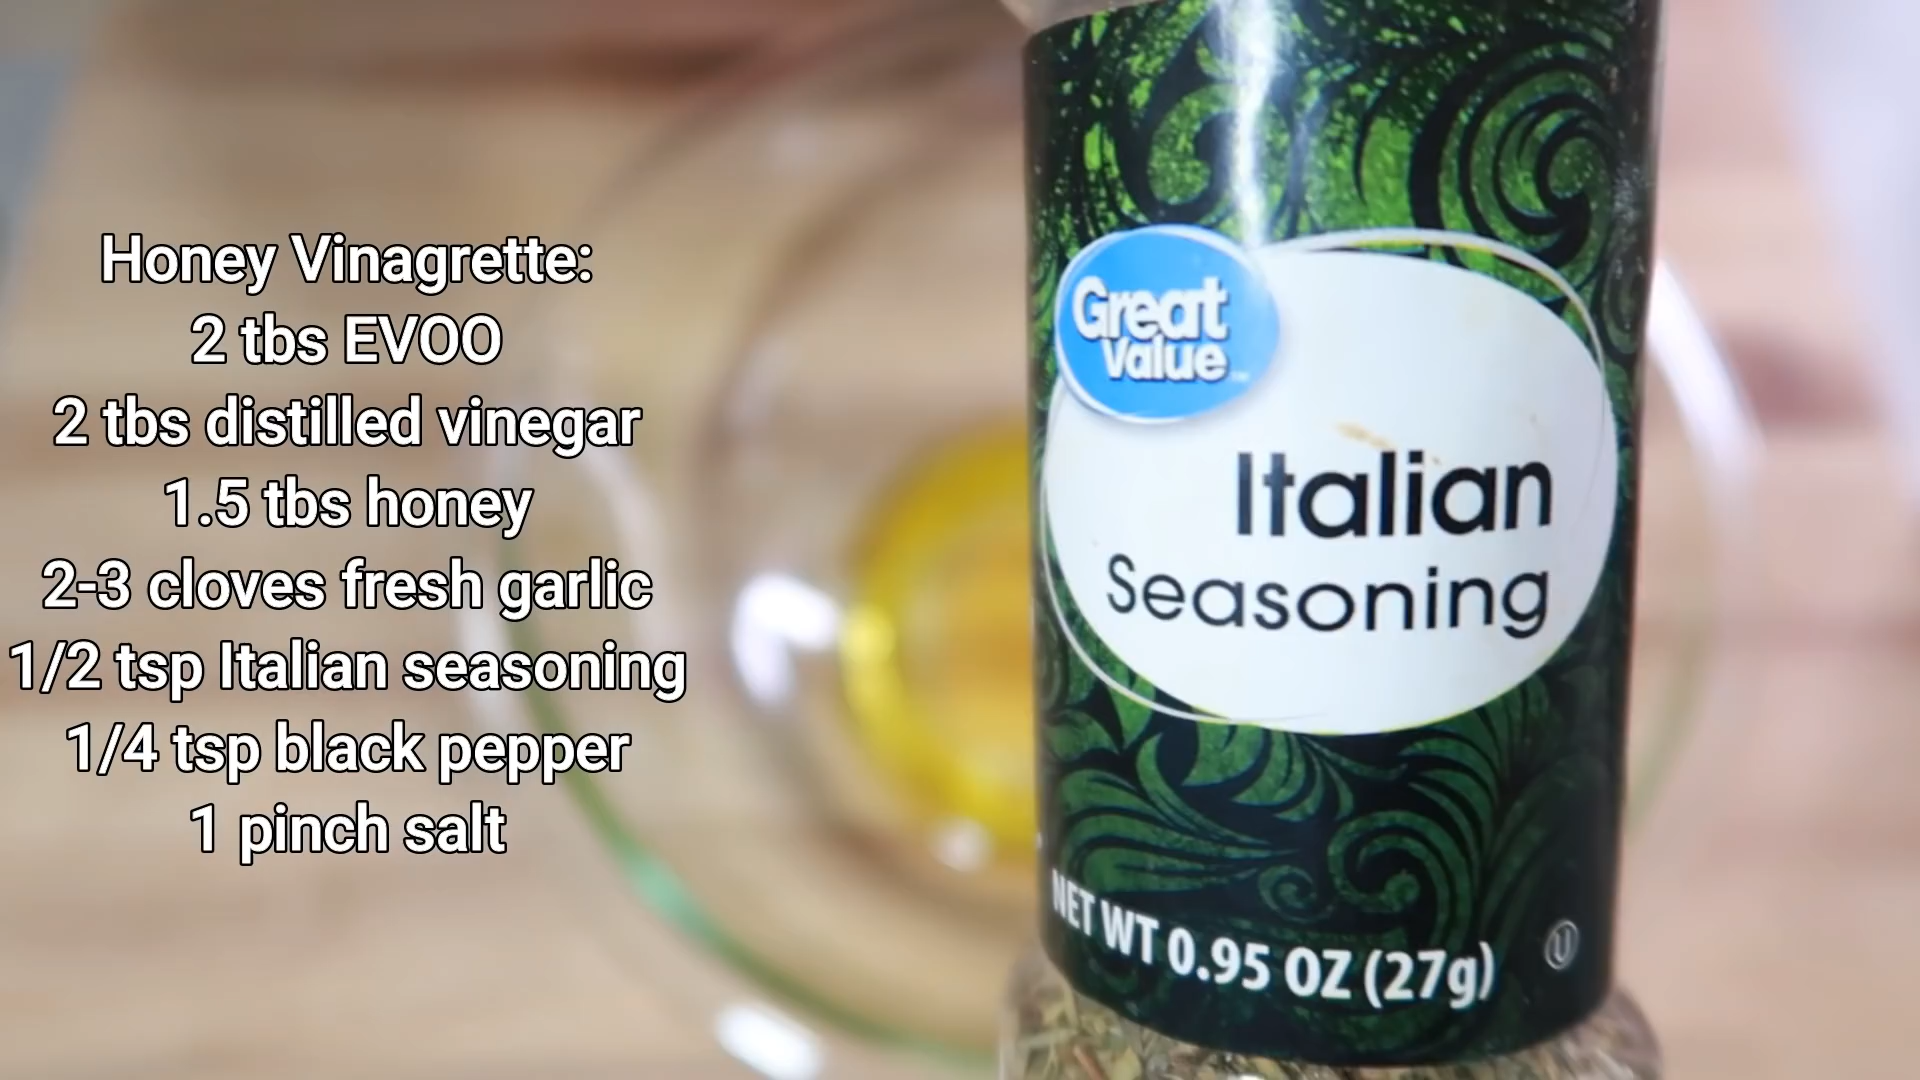 Honey Vinagrette:
2 tbs EVOO
2 tbs distilled vinegar
1.5 tbs honey
2-3 cloves fresh garlic
1/2 tsp Italian seasoning
1/4 tsp black pepper
1 pinch salt
Great
Value™
Italian
Seasoning
NET WT 0.95 OZ (27g)
U